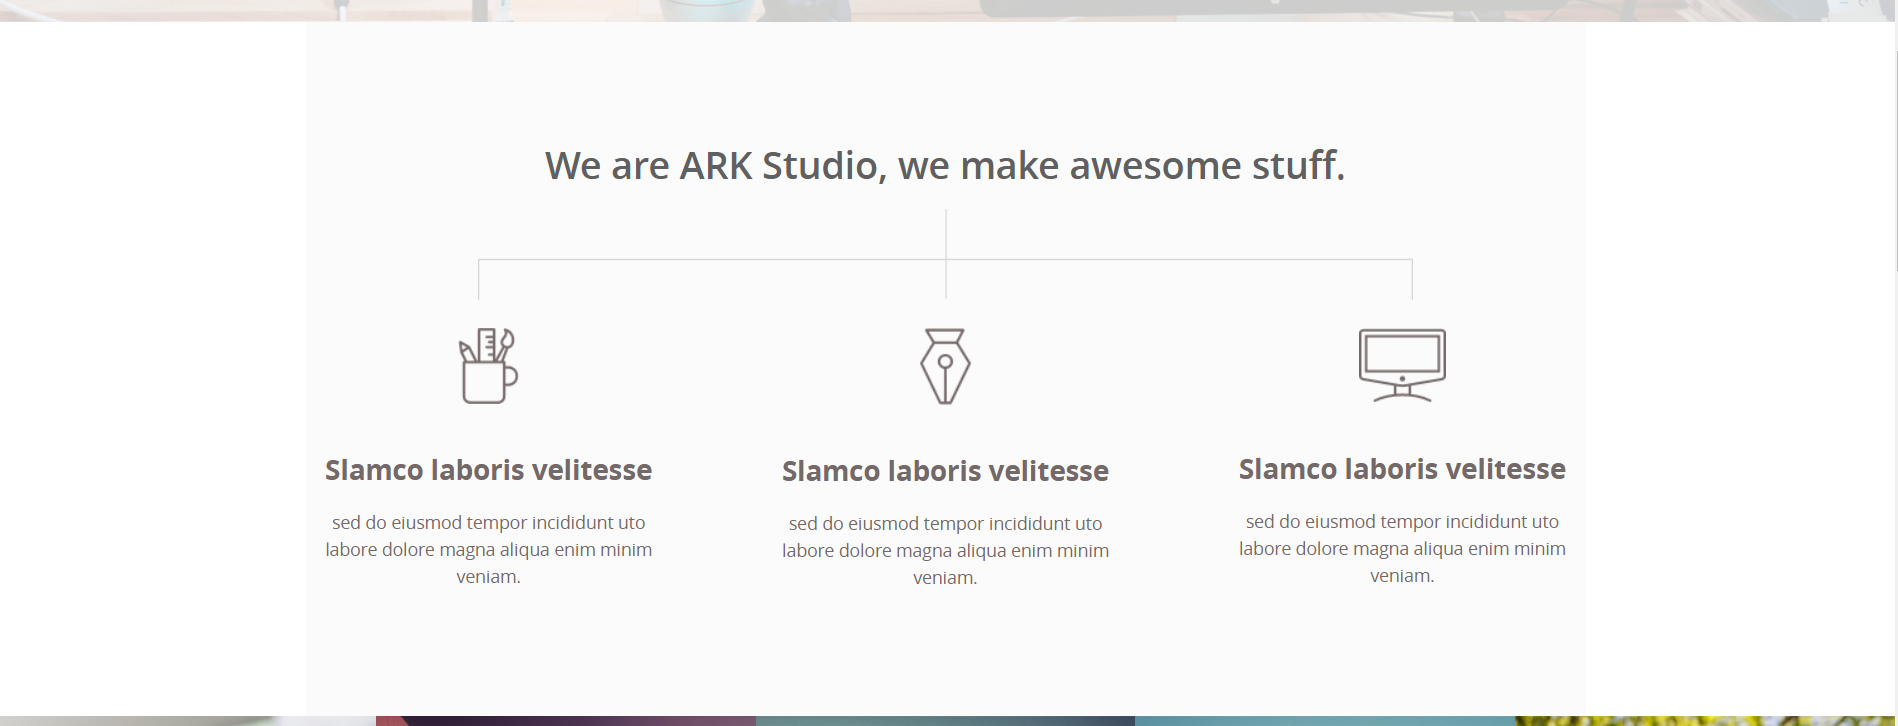 We are ARK Studio, we make awesome stuff.
Slamco laboris velitesse
sed do eiusmod tempor incididunt uto
labore dolore magna aliqua enim minim
veniam.
Slamco laboris velitesse
sed do eiusmod tempor incididunt uto
labore dolore magna aliqua enim minim
veniam.
Slamco laboris velitesse
sed do eiusmod tempor incididunt uto
labore dolore magna aliqua enim minim
veniam.